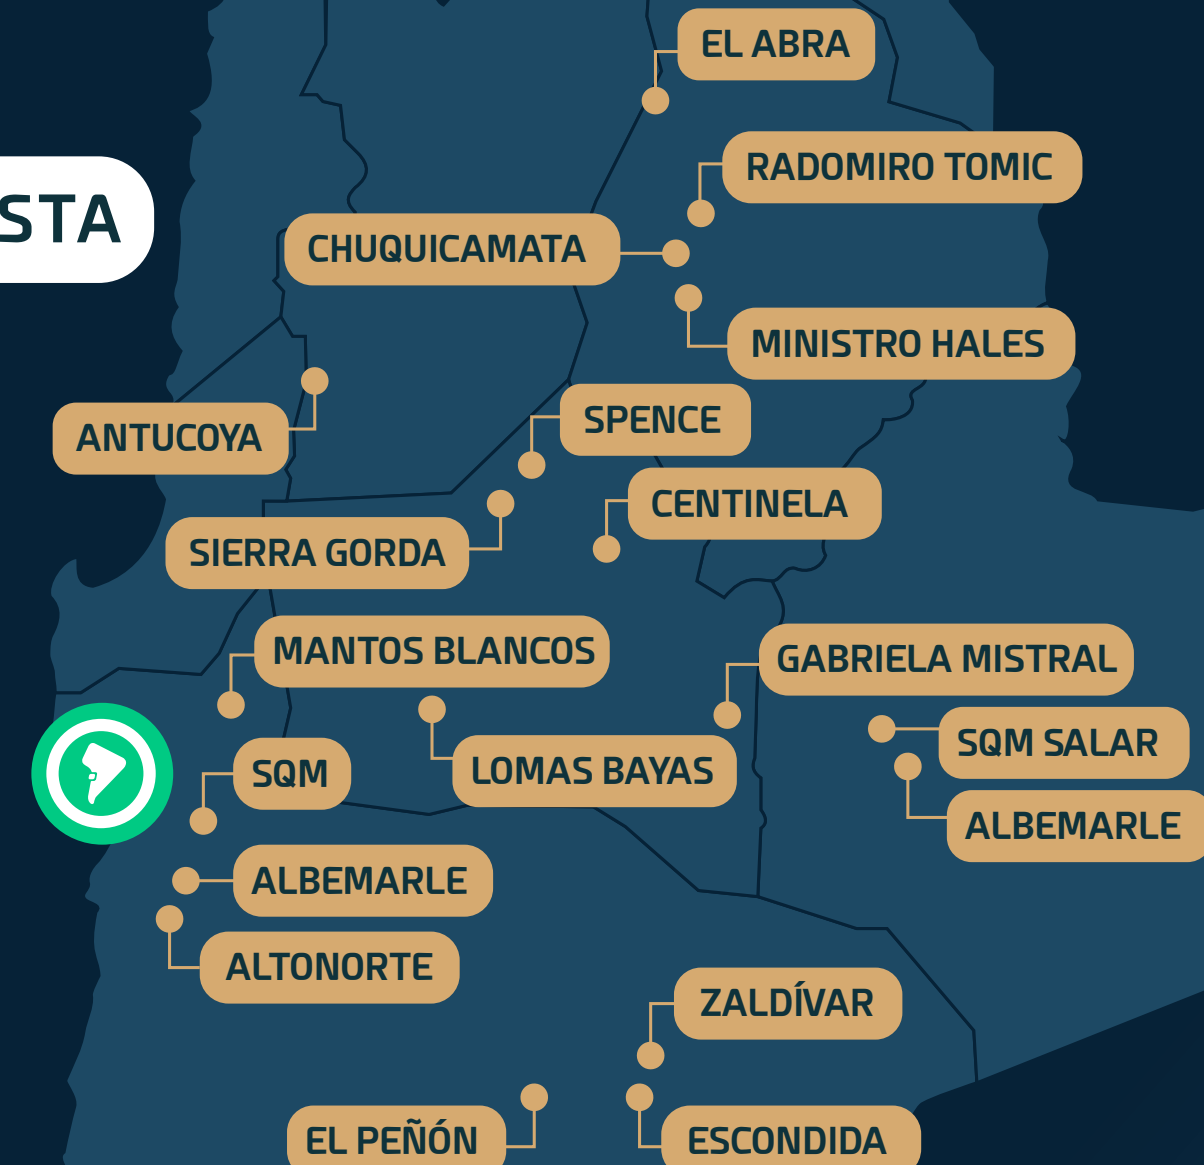 EL ABRA
RADOMIRO TOMIC
STA
CHUQUICAMATA
MINISTRO HALES
SPENCE
ANTUCOYA
CENTINELA
SIERRA GORDA
MANTOS BLANCOS
GABRIELA MISTRAL
SQM SALAR
SQM
LOMAS BAYAS
ALBEMARLE
ALBEMARLE
ALTONORTE
ZALDÍVAR
EL PEÑÓN
ESCONDIDA